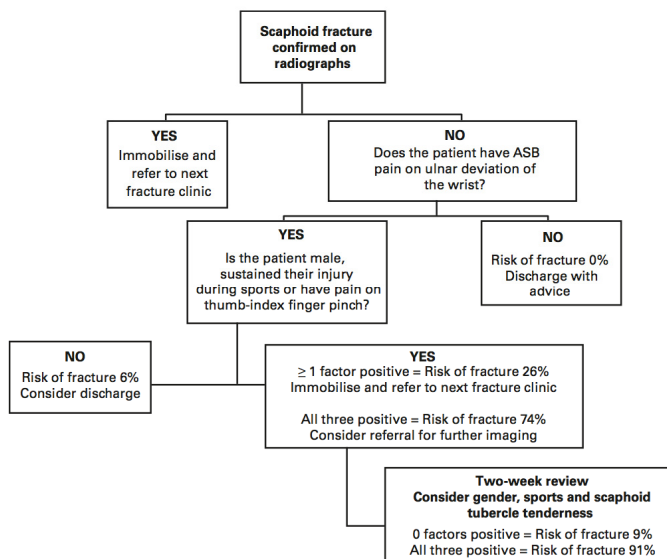 Scaphoid fracture
confirmed on
radiographs
YES
Immobilise and
refer to next
fracture clinic
NO
Does the patient have ASB
pain on ulnar deviation of
the wrist?
YES
Is the patient male,
sustained their injury
during sports or have pain on
thumb-index finger pinch?
NO
Risk of fracture 0%
Discharge with
advice
NO
Risk of fracture 6%
Consider discharge
YES
≥ 1 factor positive = Risk of fracture 26%
Immobilise and refer to next fracture clinic
All three positive = Risk of fracture 74%
Consider referral for further imaging
Two-week review
Consider gender, sports and scaphoid
tubercle tenderness
0 factors positive = Risk of fracture 9%
All three positive = Risk of fracture 91%